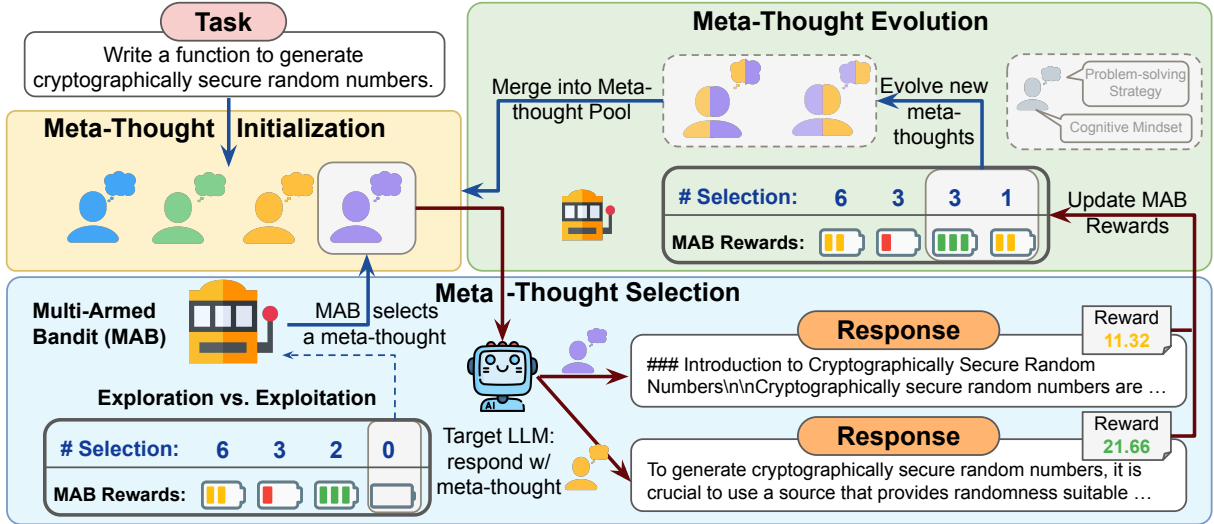 Task
Write a function to generate
cryptographically secure random numbers.
Meta-Thought Initialization
Meta-Thought Evolution
Merge into Meta-
thought Pool
Evolve new
meta-
thoughts
Problem-solving
Strategy
Cognitive Mindset
# Selection: 6 3 3 1
MAB Rewards:
Update MAB
Rewards
Meta-Thought Selection
Multi-Armed
Bandit (MAB)
MAB selects
a meta-thought
Exploration vs. Exploitation
# Selection: 6 3 2 0
MAB Rewards:
AI
Target LLM:
respond w/
meta-thought
Response
Reward
11.32
### Introduction to Cryptographically Secure Random
Numbers\n\nCryptographically secure random numbers are …
Response
Reward
21.66
To generate cryptographically secure random numbers, it is
crucial to use a source that provides randomness suitable …